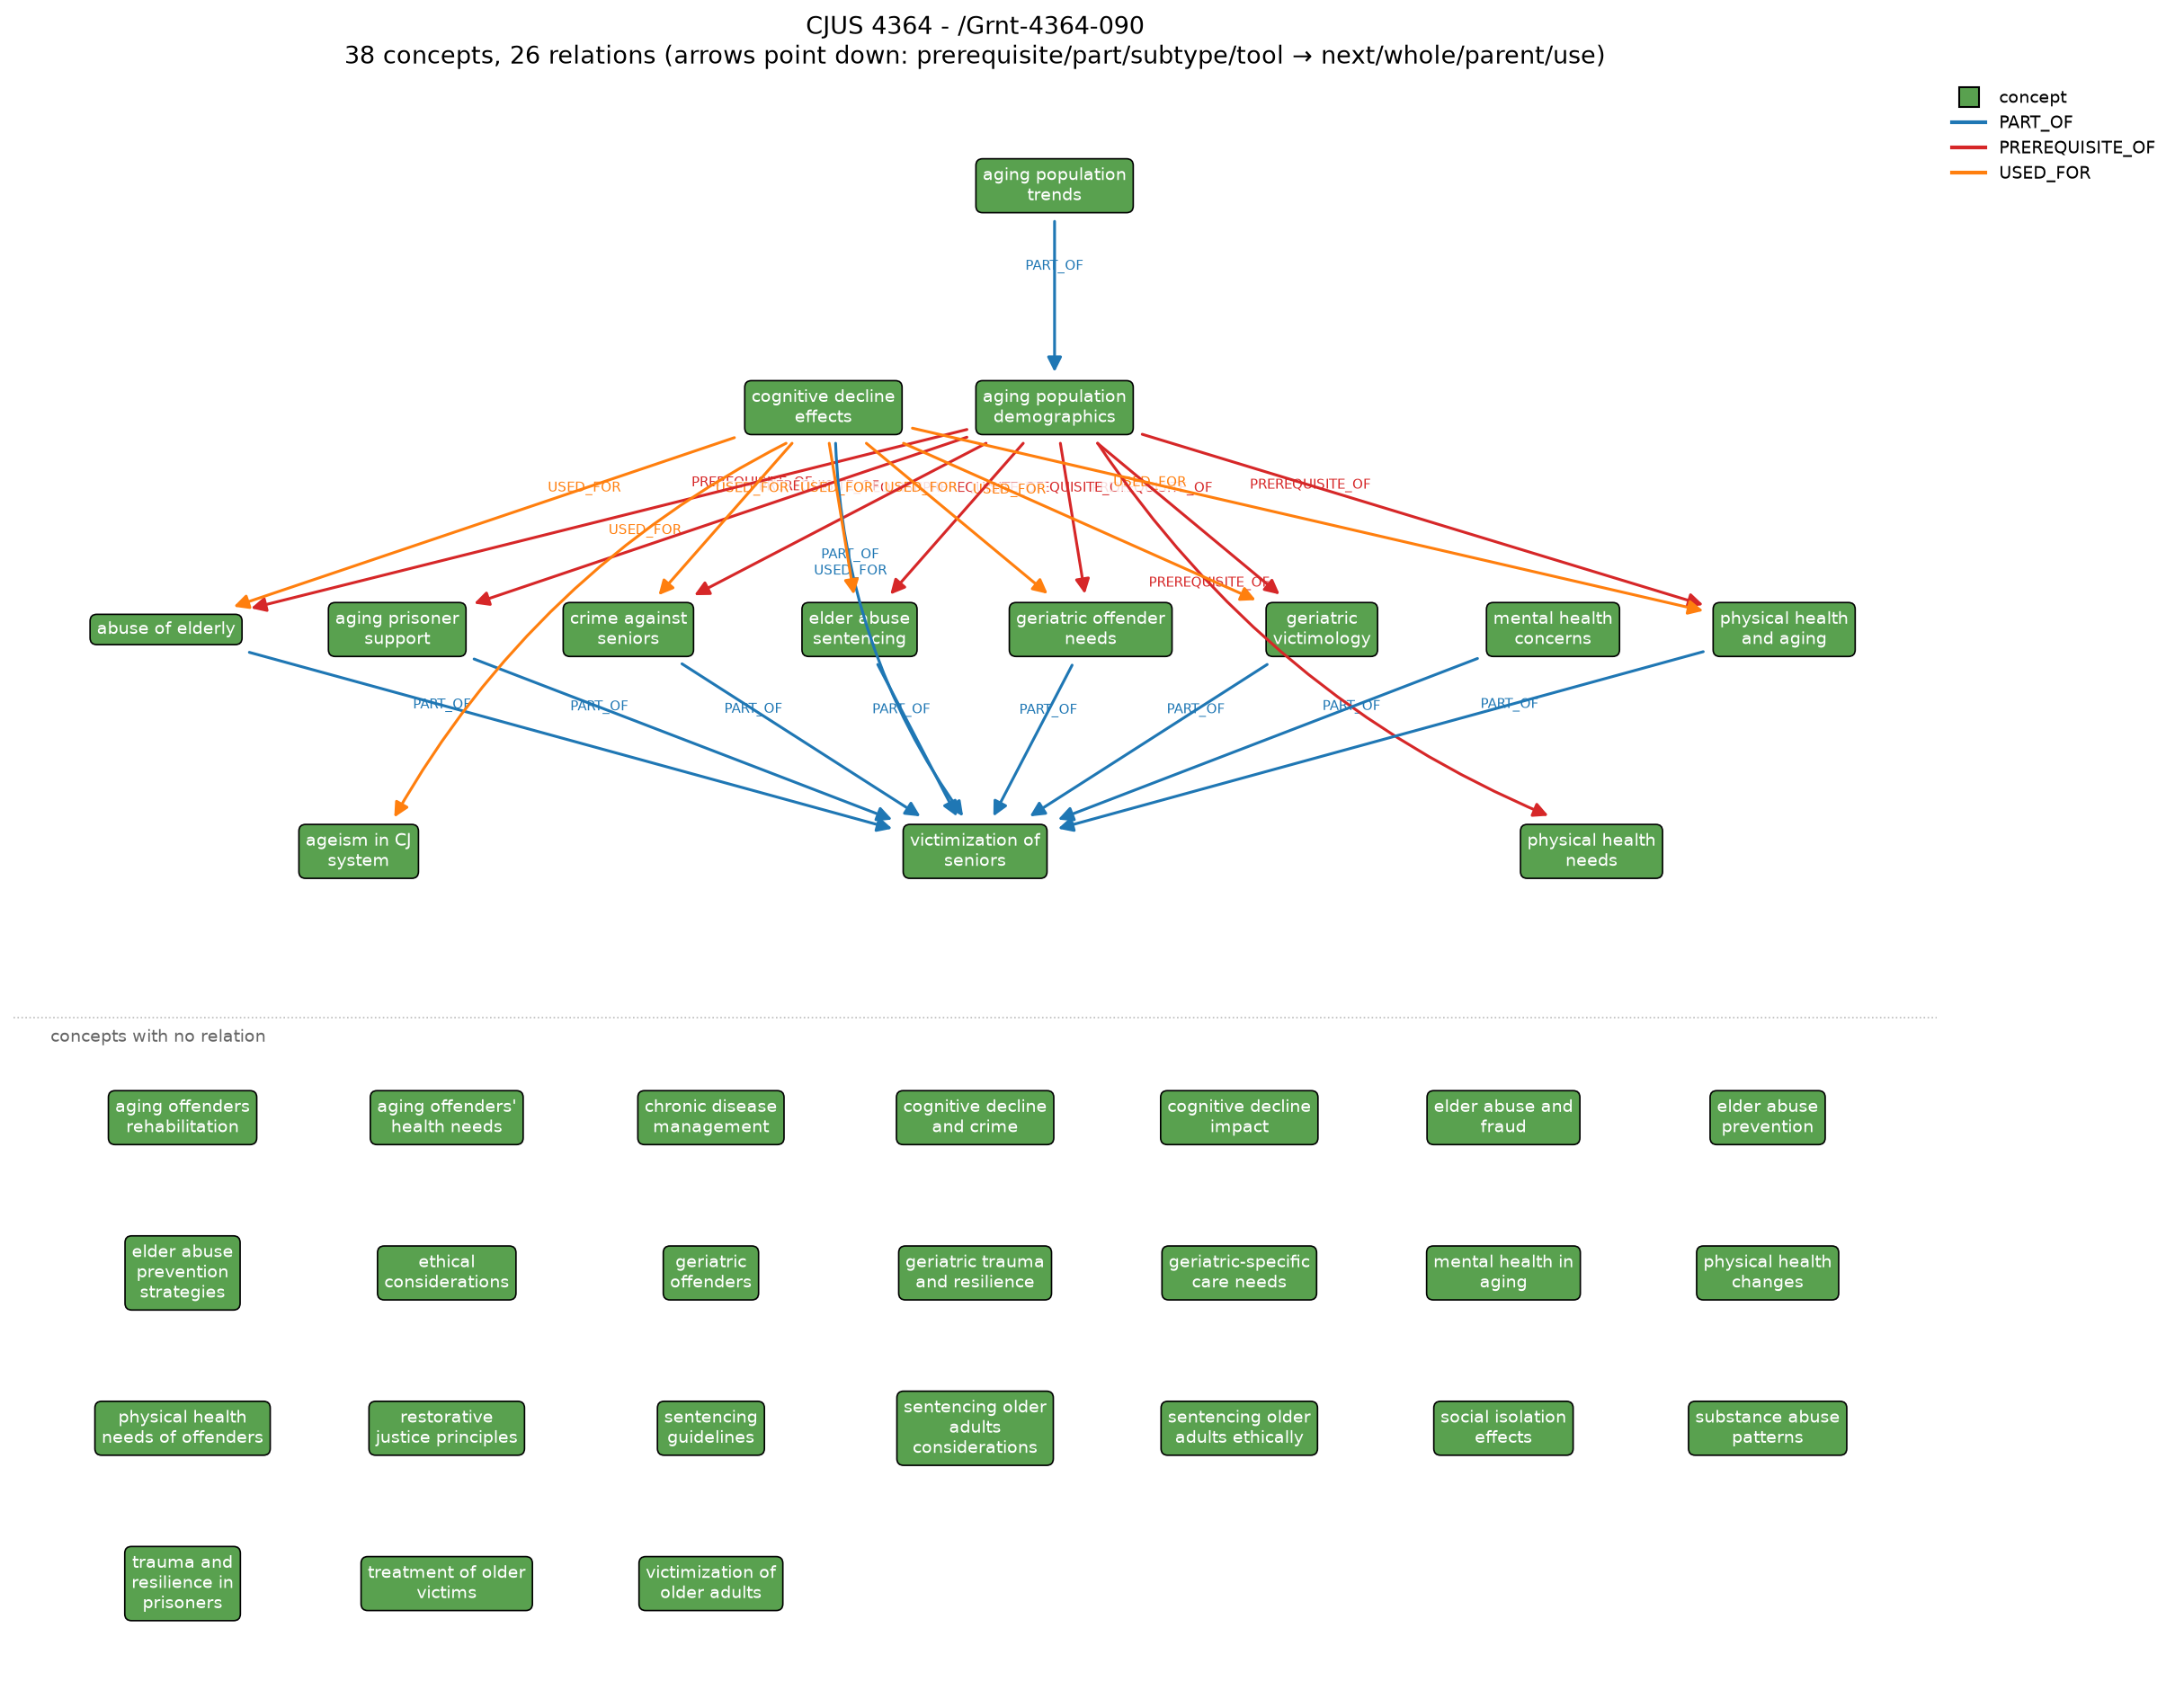 CJUS 4364 - /Grnt-4364-090
38 concepts, 26 relations (arrows point down: prerequisite/part/subtype/tool → next/whole/parent/use)
concept
PART_OF
PREREQUISITE_OF
USED_FOR
aging population
trends
PART_OF
cognitive decline
effects
aging population
demographics
USED_FOR
USED_FOR
USED_FOR
USED_FOR
USED_FOR
USED_FOR
PREREQUISITE_OF
USED_FOR
PART_OF
USED_FOR
PREREQUISITE_OF
abuse of elderly
aging prisoner
support
crime against
seniors
elder abuse
sentencing
geriatric offender
needs
geriatric
victimology
mental health
concerns
physical health
and aging
PART_OF
PART_OF
PART_OF
PART_OF
PART_OF
PART_OF
PART_OF
PART_OF
ageism in CJ
system
victimization of
seniors
physical health
needs
concepts with no relation
aging offenders
rehabilitation
aging offenders'
health needs
chronic disease
management
cognitive decline
and crime
cognitive decline
impact
elder abuse and
fraud
elder abuse
prevention
elder abuse
prevention
strategies
ethical
considerations
geriatric
offenders
geriatric trauma
and resilience
geriatric-specific
care needs
mental health in
aging
physical health
changes
physical health
needs of offenders
restorative
justice principles
sentencing
guidelines
sentencing older
adults
considerations
sentencing older
adults ethically
social isolation
effects
substance abuse
patterns
trauma and
resilience in
prisoners
treatment of older
victims
victimization of
older adults